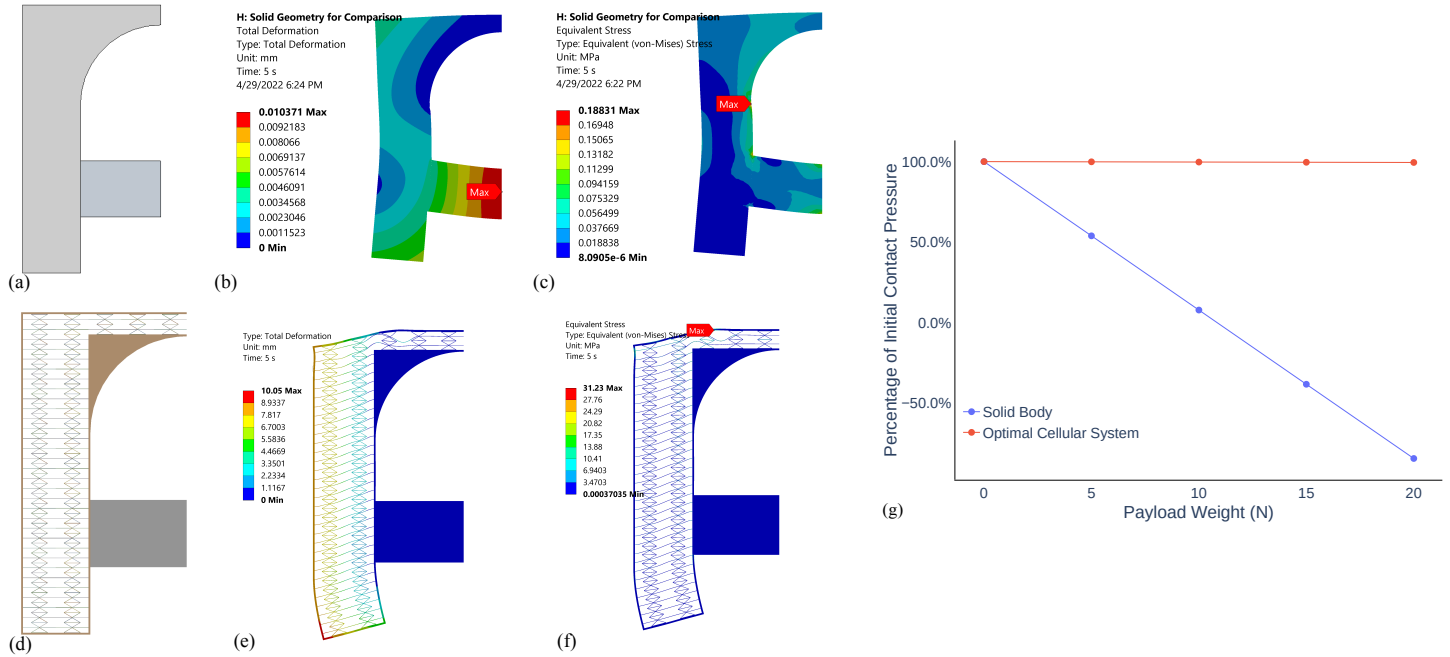 H: Solid Geometry for Comparison
Total Deformation
Type: Total Deformation
Unit: mm
Time: 5 s
4/29/2022 6:24 PM
0.010371 Max
0.0092183
0.008066
0.0069137
0.0057614
0.0046091
0.0034568
0.0023046
0.0011523
0 Min
Max
H: Solid Geometry for Comparison
Equivalent Stress
Type: Equivalent (von-Mises) Stress
Unit: MPa
Time: 5 s
4/29/2022 6:22 PM
0.18831 Max
0.16948
0.15065
0.13182
0.11299
0.094159
0.075329
0.056499
0.037669
0.018838
8.0905e-6 Min
Max
(a)
(b)
(c)
Type: Total Deformation
Unit: mm
Time: 5 s
10.05 Max
8.9337
7.817
6.7003
5.5836
4.4669
3.3501
2.2334
1.1167
0 Min
Equivalent Stress
Type: Equivalent (von-Mises) Stress
Unit: MPa
Time: 5 s
Max
31.23 Max
27.76
24.29
20.82
17.35
13.88
10.41
6.9403
3.4703
0.00037035 Min
(d)
(e)
(f)
Percentage of Initial Contact Pressure
100.0%
50.0%
0.0%
−50.0%
Solid Body
Optimal Cellular System
0 5 10 15 20
Payload Weight (N)
(g)